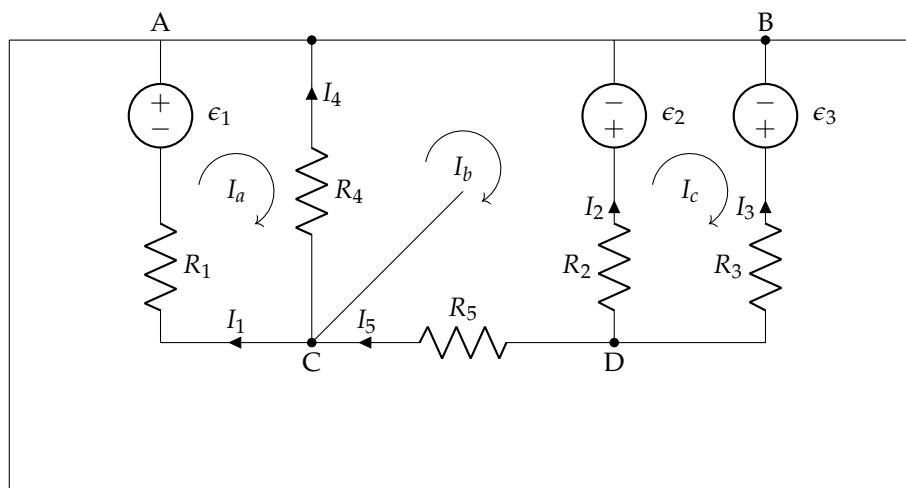 A B
+ − ϵ1 I4 − + ϵ2 − + ϵ3
Ia R4 Ib I2 Ic I3
R1 R2 R3
I1 I5 R5
C D